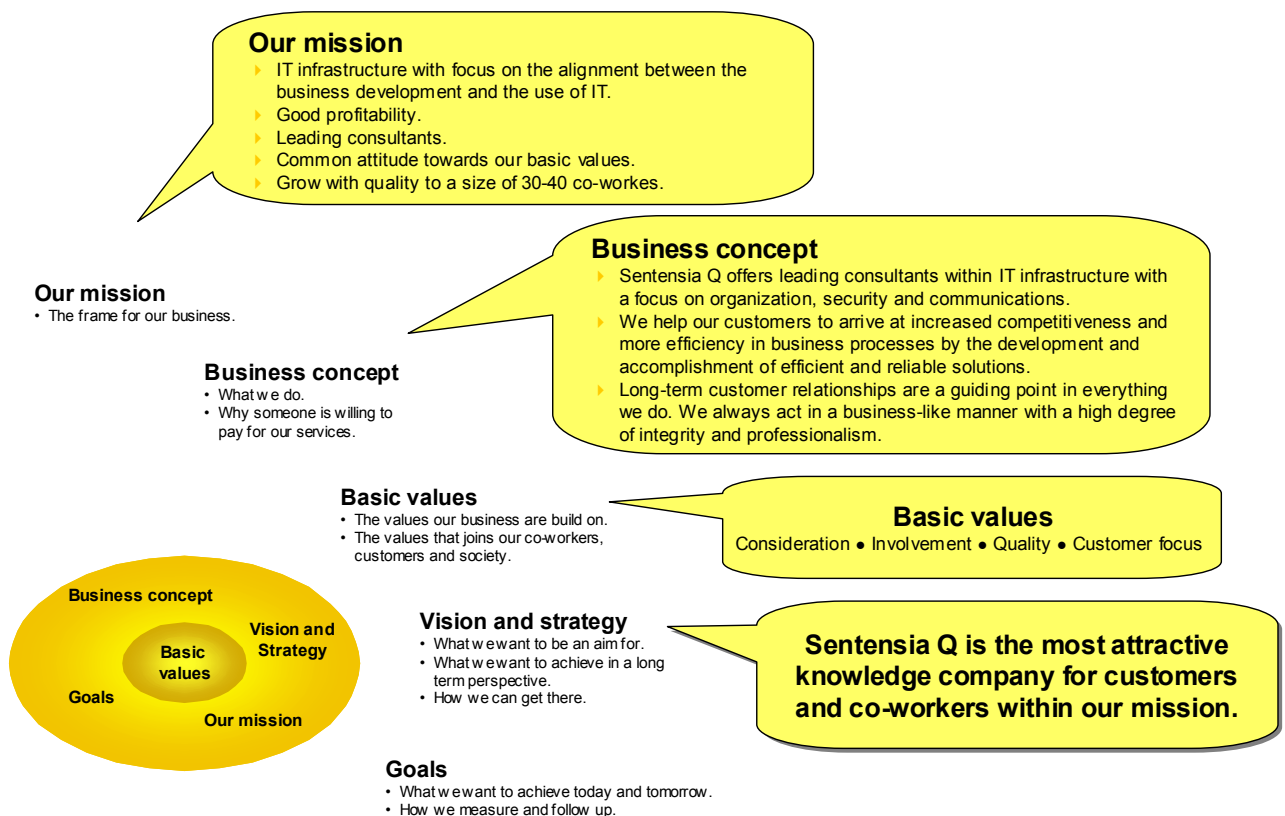 Our mission
IT infrastructure with focus on the alignment between the
business development and the use of IT.
Good profitability.
Leading consultants.
Common attitude towards our basic values.
Grow with quality to a size of 30-40 co-workes.
Business concept
Sentensia Q offers leading consultants within IT infrastructure with
a focus on organization, security and communications.
We help our customers to arrive at increased competitiveness and
more efficiency in business processes by the development and
accomplishment of efficient and reliable solutions.
Long-term customer relationships are a guiding point in everything
we do. We always act in a business-like manner with a high degree
of integrity and professionalism.
Our mission
• The frame for our business.
Business concept
• What we do.
• Why someone is willing to
pay for our services.
Basic values
• The values our business are build on.
• The values that joins our co-workers,
customers and society.
Basic values
Consideration ● Involvement ● Quality ● Customer focus
Business concept
Vision and
Strategy
Basic
values
Goals
Our mission
Vision and strategy
• What we want to be an aim for.
• What we want to achieve in a long
term perspective.
• How we can get there.
Sentensia Q is the most attractive
knowledge company for customers
and co-workers within our mission.
Goals
• What we want to achieve today and tomorrow.
• How we measure and follow up.